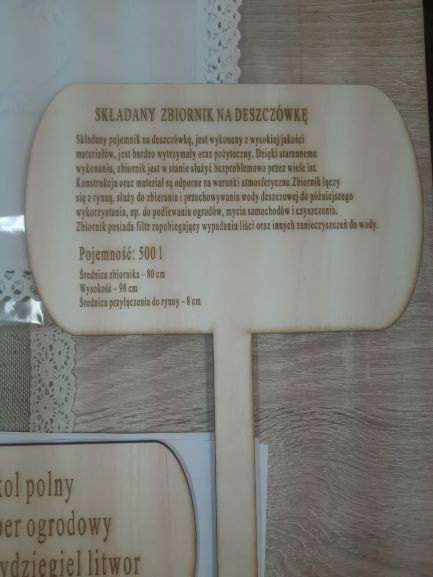 SKŁADANY ZBIORNIK NA DESZCZÓWKĘ
Składany pojemnik na deszczówkę, jest wykonany z wysokiej jakości
materiałów, jest bardzo wytrzymały oraz pożyteczny. Dzięki starannemu
wykonaniu, zbiornik jest w stanie służyć bezproblemowo przez wiele lat.
Konstrukcja oraz materiał są odporne na warunki atmosferyczne.Zbiornik łączy
się z rynną, służy do zbierania i przechowywania wody deszczowej do późniejszego
wykorzystania, np. do podlewania ogrodów, mycia samochodów i czyszczenia.
Zbiornik posiada filtr zapobiegający wypadaniu liści oraz innych zanieczyszczeń do wody.
Pojemność: 500 l
Średnica zbiornika – 80 cm
Wysokość – 98 cm
Średnica przyłączenia do rynny – 8 cm
kol polny
per ogrodowy
ydzięgiel litwor